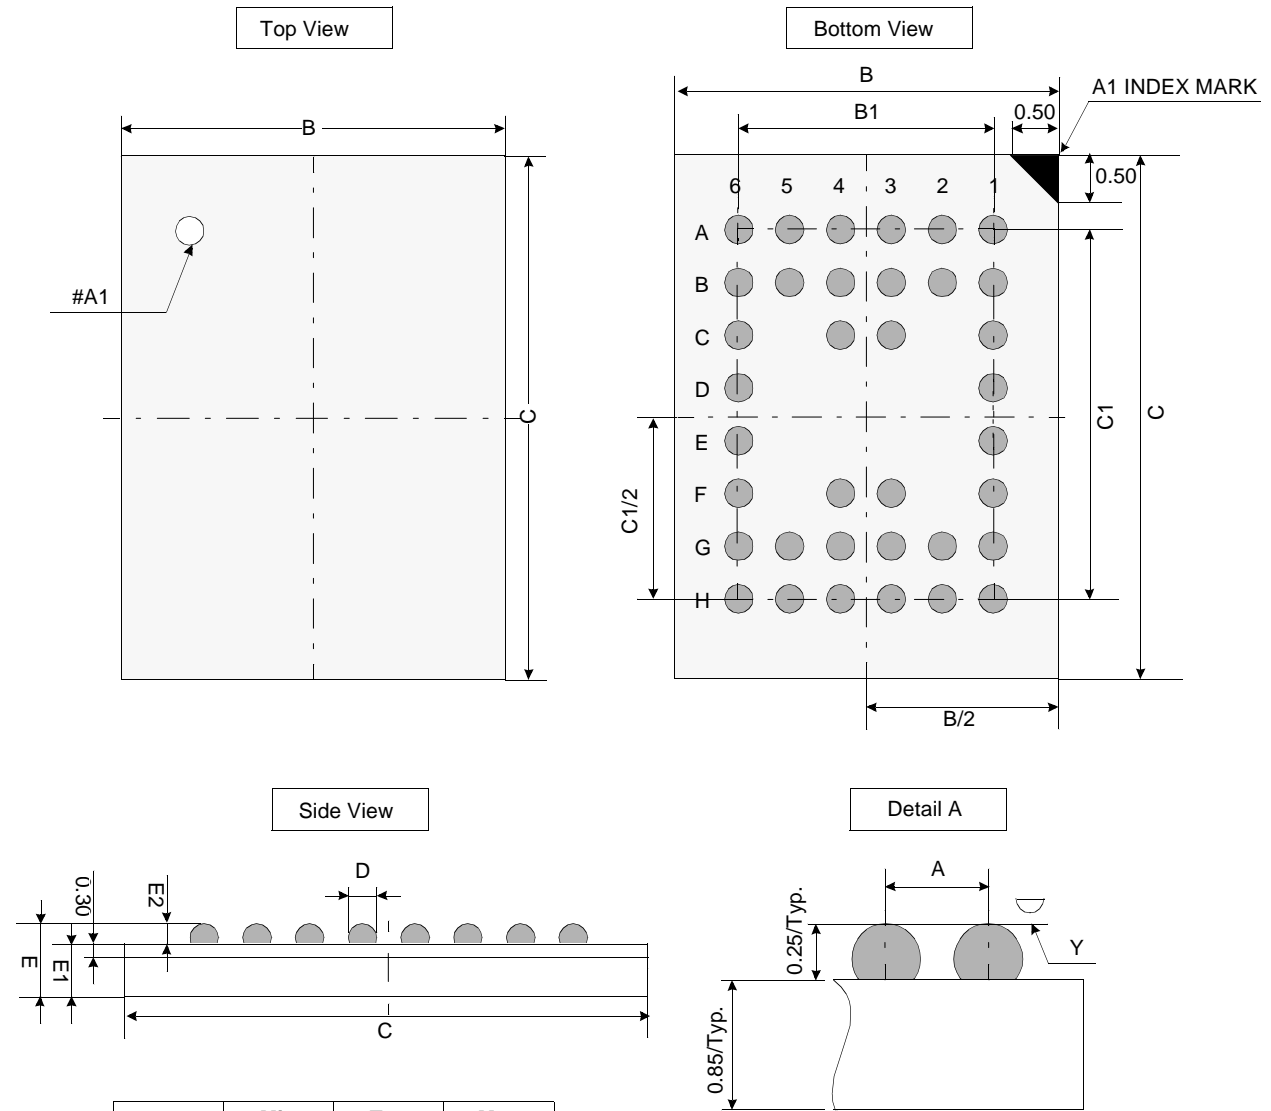 Top View
Bottom View
B
A1 INDEX MARK
B
B1
0.50
0.50
6 5 4 3 2 1
A
#A1
B
C
D
C
C1
C
E
C1/2
F
G
H
B/2
Side View
Detail A
D
A
0.30
E2
0.25/Typ.
Y
E
E1
C
0.85/Typ.